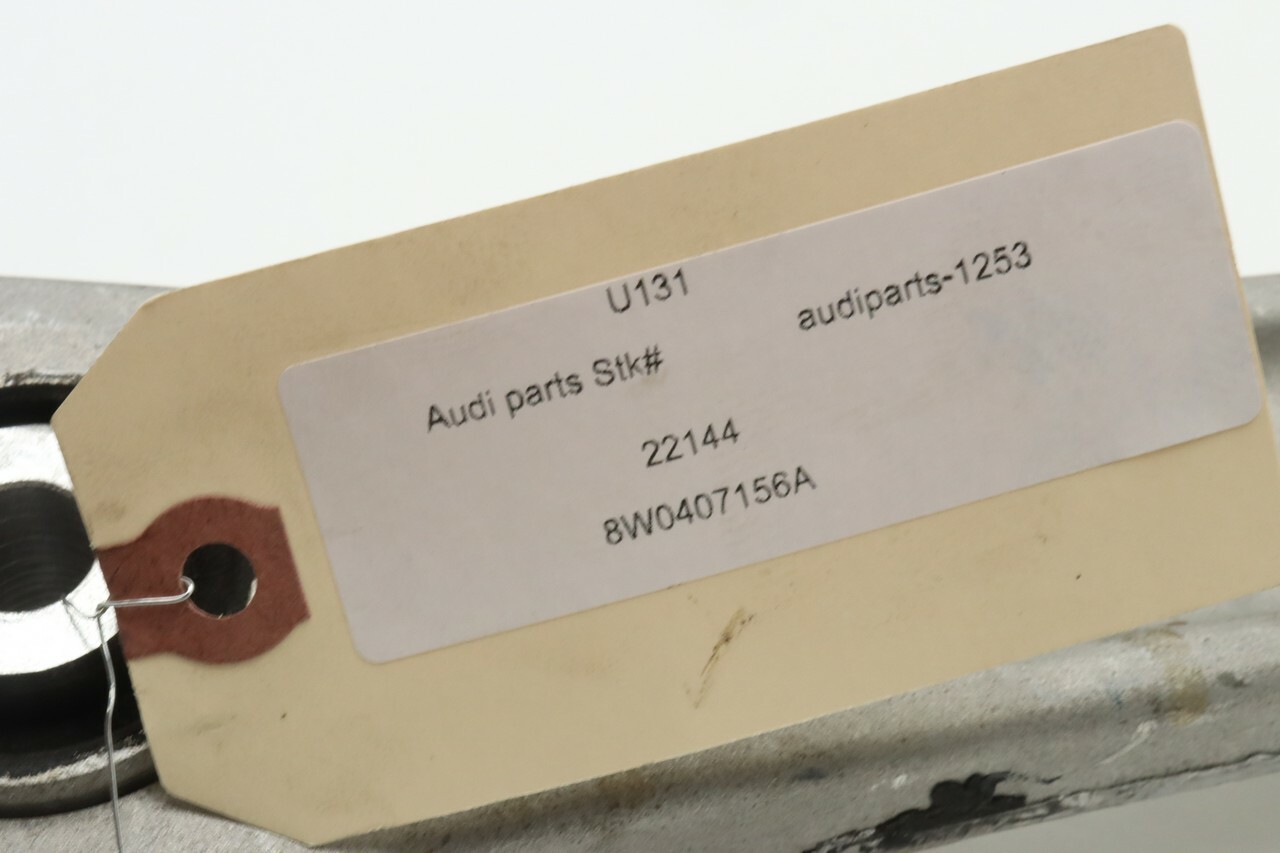 U131
audiparts-1253
Audi parts Stk#
22144
8W0407156A